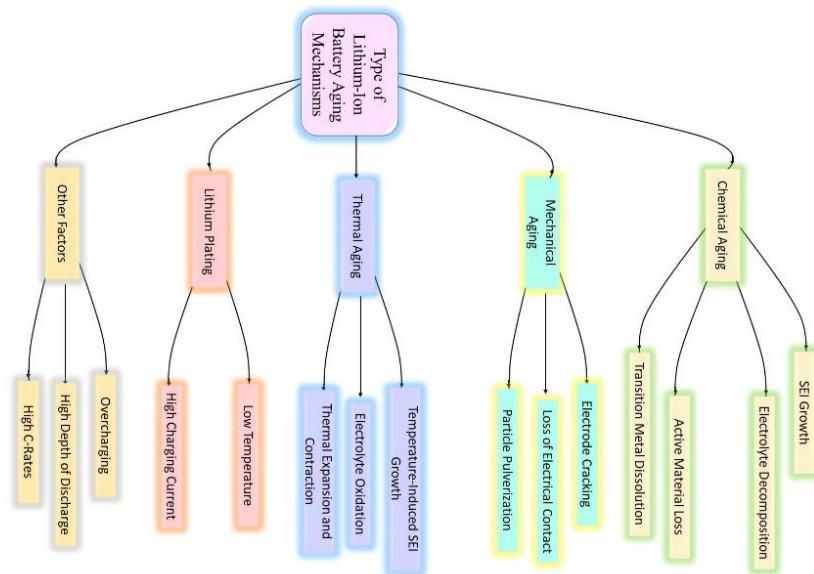 Type of
Lithium-Ion
Battery Aging
Mechanisms
Chemical Aging
SEI Growth
Electrolyte Decomposition
Active Material Loss
Transition Metal Dissolution
Mechanical
Aging
Electrode Cracking
Loss of Electrical Contact
Particle Pulverization
Thermal Aging
Temperature-Induced SEI
Growth
Electrolyte Oxidation
Thermal Expansion and
Contraction
Lithium Plating
Low Temperature
High Charging Current
Other Factors
Overcharging
High Depth of Discharge
High C-Rates